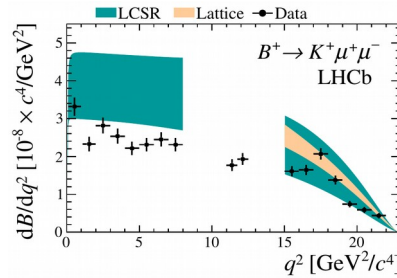 LCSR Lattice Data
B⁺→ K⁺μ⁺μ⁻
LHCb
dB/dq² [10⁻⁸ × c⁴/GeV²]
5
4
3
2
1
0
0 5 10 15 20
q² [GeV²/c⁴]